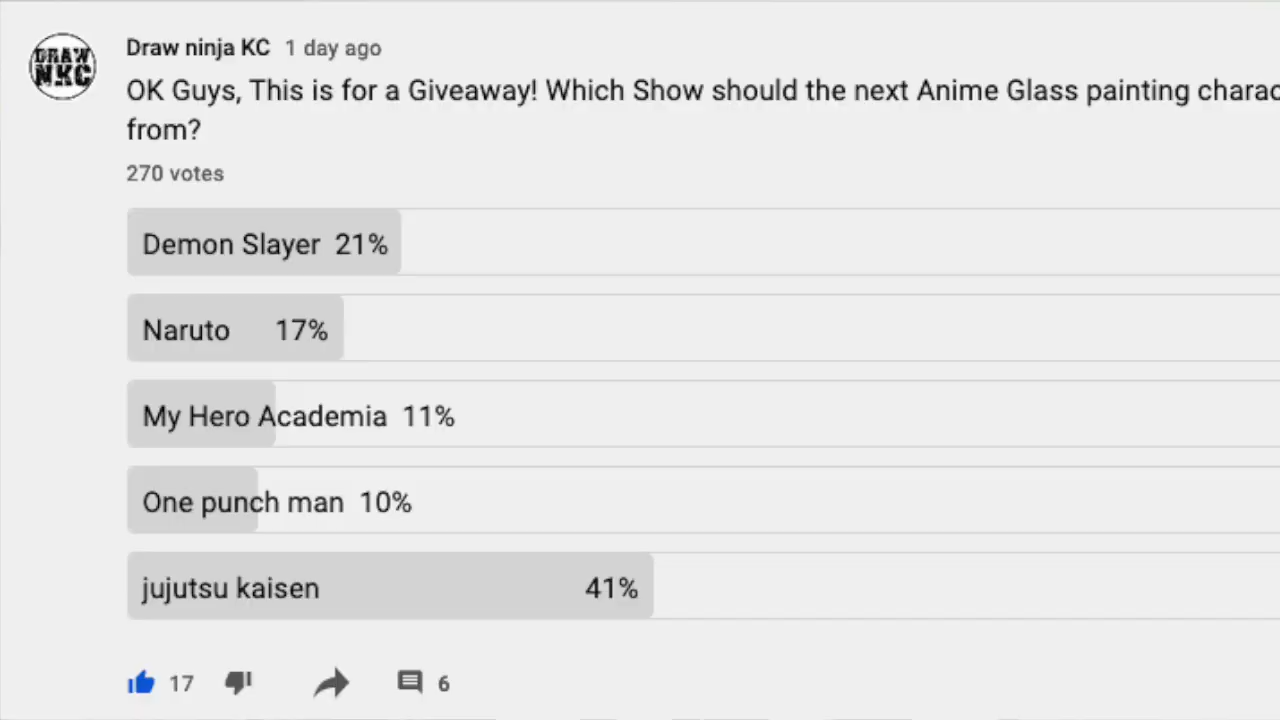 DRAW
NKC
Draw ninja KC 1 day ago
OK Guys, This is for a Giveaway! Which Show should the next Anime Glass painting charac
from?
270 votes
Demon Slayer 21%
Naruto 17%
My Hero Academia 11%
One punch man 10%
jujutsu kaisen 41%
17 6